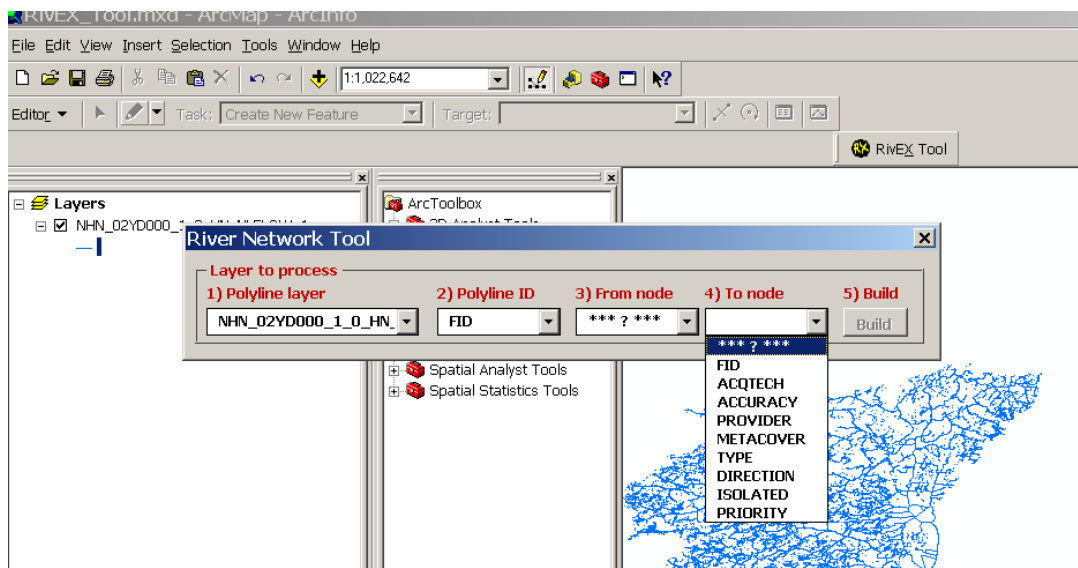 RivEX_Tool.mxd - ArcMap - ArcInfo
File Edit View Insert Selection Tools Window Help
1:1,022,642
Editor Task: Create New Feature Target:
RivEX Tool
Layers
ArcToolbox
NHN_02YD000_1_0_HN_NLFLOW_1
3D Analyst Tools
River Network Tool
Layer to process
1) Polyline layer 2) Polyline ID 3) From node 4) To node 5) Build
NHN_02YD000_1_0_HN_ FID *** ? *** Build
*** ? ***
FID
ACQTECH
ACCURACY
PROVIDER
METACOVER
TYPE
DIRECTION
ISOLATED
PRIORITY
Spatial Analyst Tools
Spatial Statistics Tools